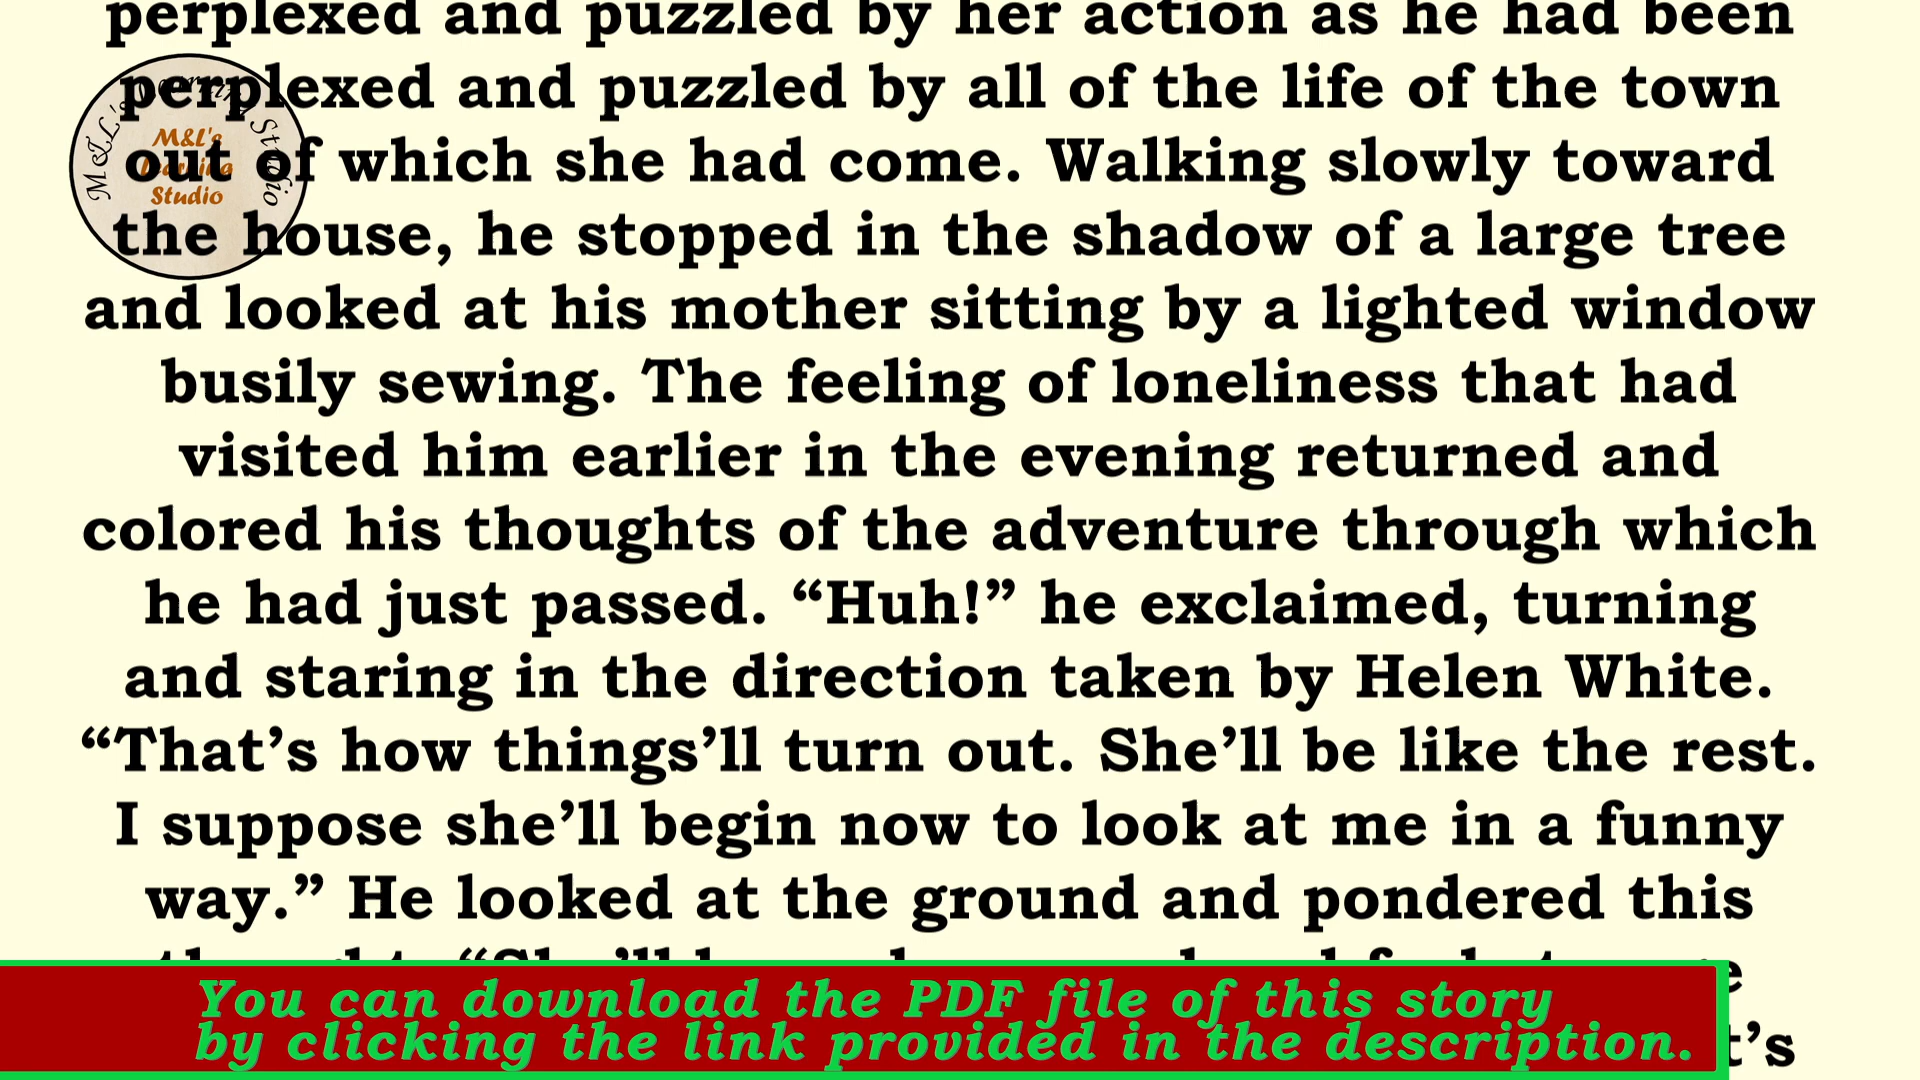 perplexed and puzzled by her action as he had been
perplexed and puzzled by all of the life of the town
out of which she had come. Walking slowly toward
the house, he stopped in the shadow of a large tree
and looked at his mother sitting by a lighted window
busily sewing. The feeling of loneliness that had
visited him earlier in the evening returned and
colored his thoughts of the adventure through which
he had just passed. “Huh!” he exclaimed, turning
and staring in the direction taken by Helen White.
“That’s how things’ll turn out. She’ll be like the rest.
I suppose she’ll begin now to look at me in a funny
way.” He looked at the ground and pondered this
M&L's
Learning
Studio
You can download the PDF file of this story
by clicking the link provided in the description.